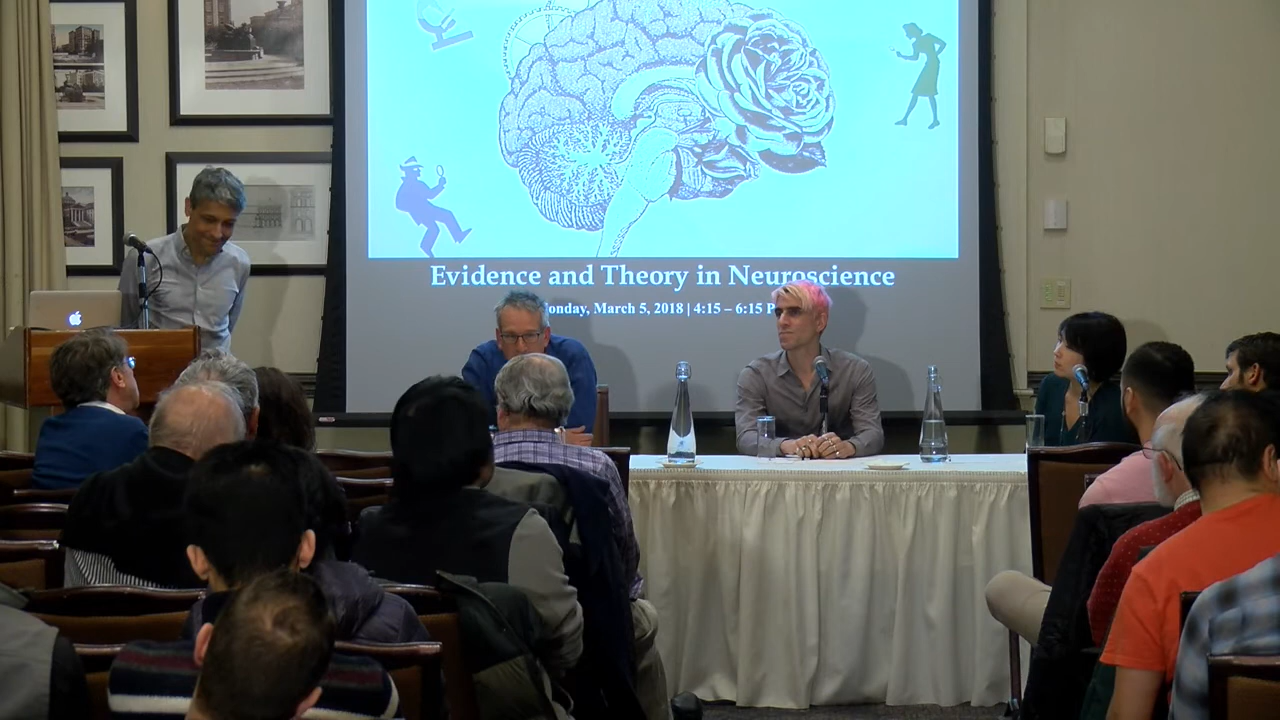 Evidence and Theory in Neuroscience
onday, March 5, 2018 | 4:15 – 6:15 P